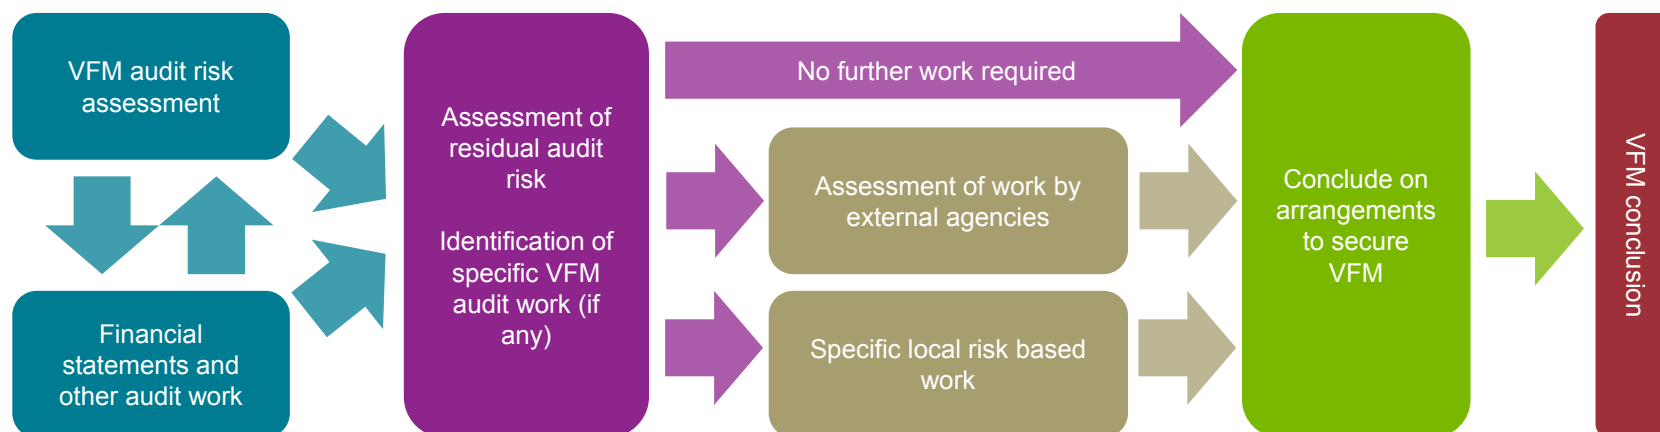 VFM audit risk
assessment
Financial
statements and
other audit work
Assessment of
residual audit
risk
Identification of
specific VFM
audit work (if
any)
No further work required
Assessment of work by
external agencies
Specific local risk based
work
Conclude on
arrangements
to secure
VFM
VFM conclusion